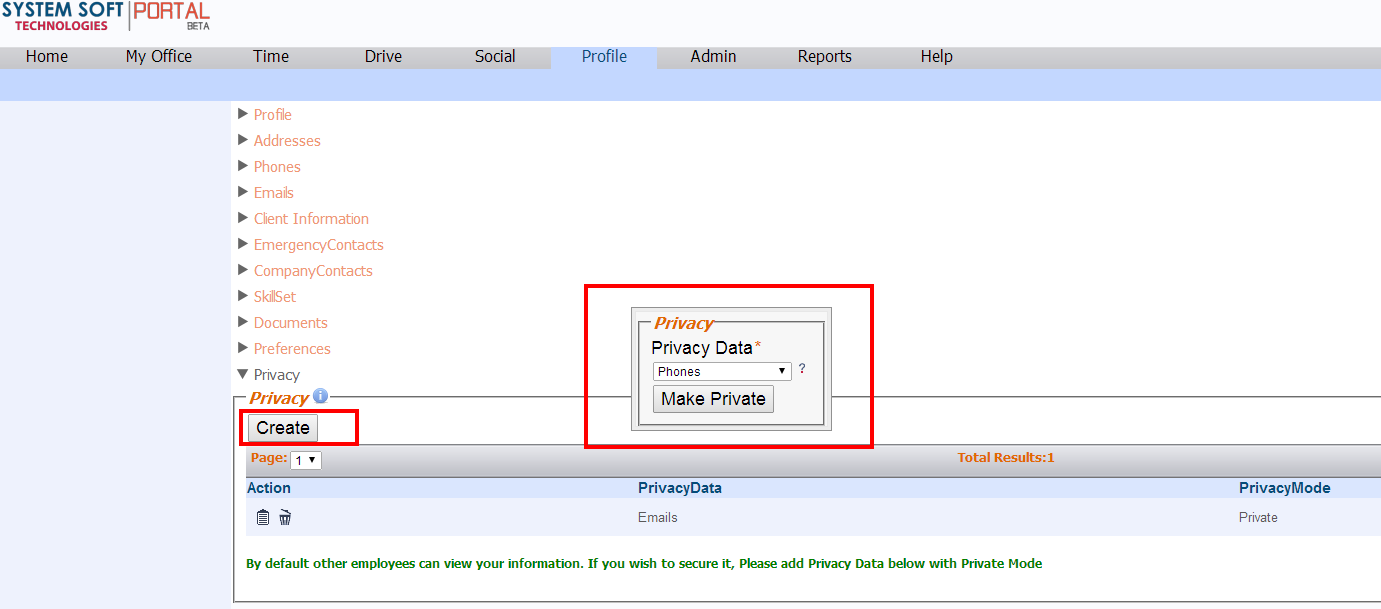 SYSTEM SOFT PORTAL
TECHNOLOGIES BETA
Home My Office Time Drive Social Profile Admin Reports Help
Profile
Addresses
Phones
Emails
Client Information
EmergencyContacts
CompanyContacts
SkillSet
Documents
Preferences
Privacy
Privacy
Privacy Data*
Phones ?
Make Private
Privacy i
Create
Page: 1 Total Results:1
Action PrivacyData PrivacyMode
Emails Private
By default other employees can view your information. If you wish to secure it, Please add Privacy Data below with Private Mode